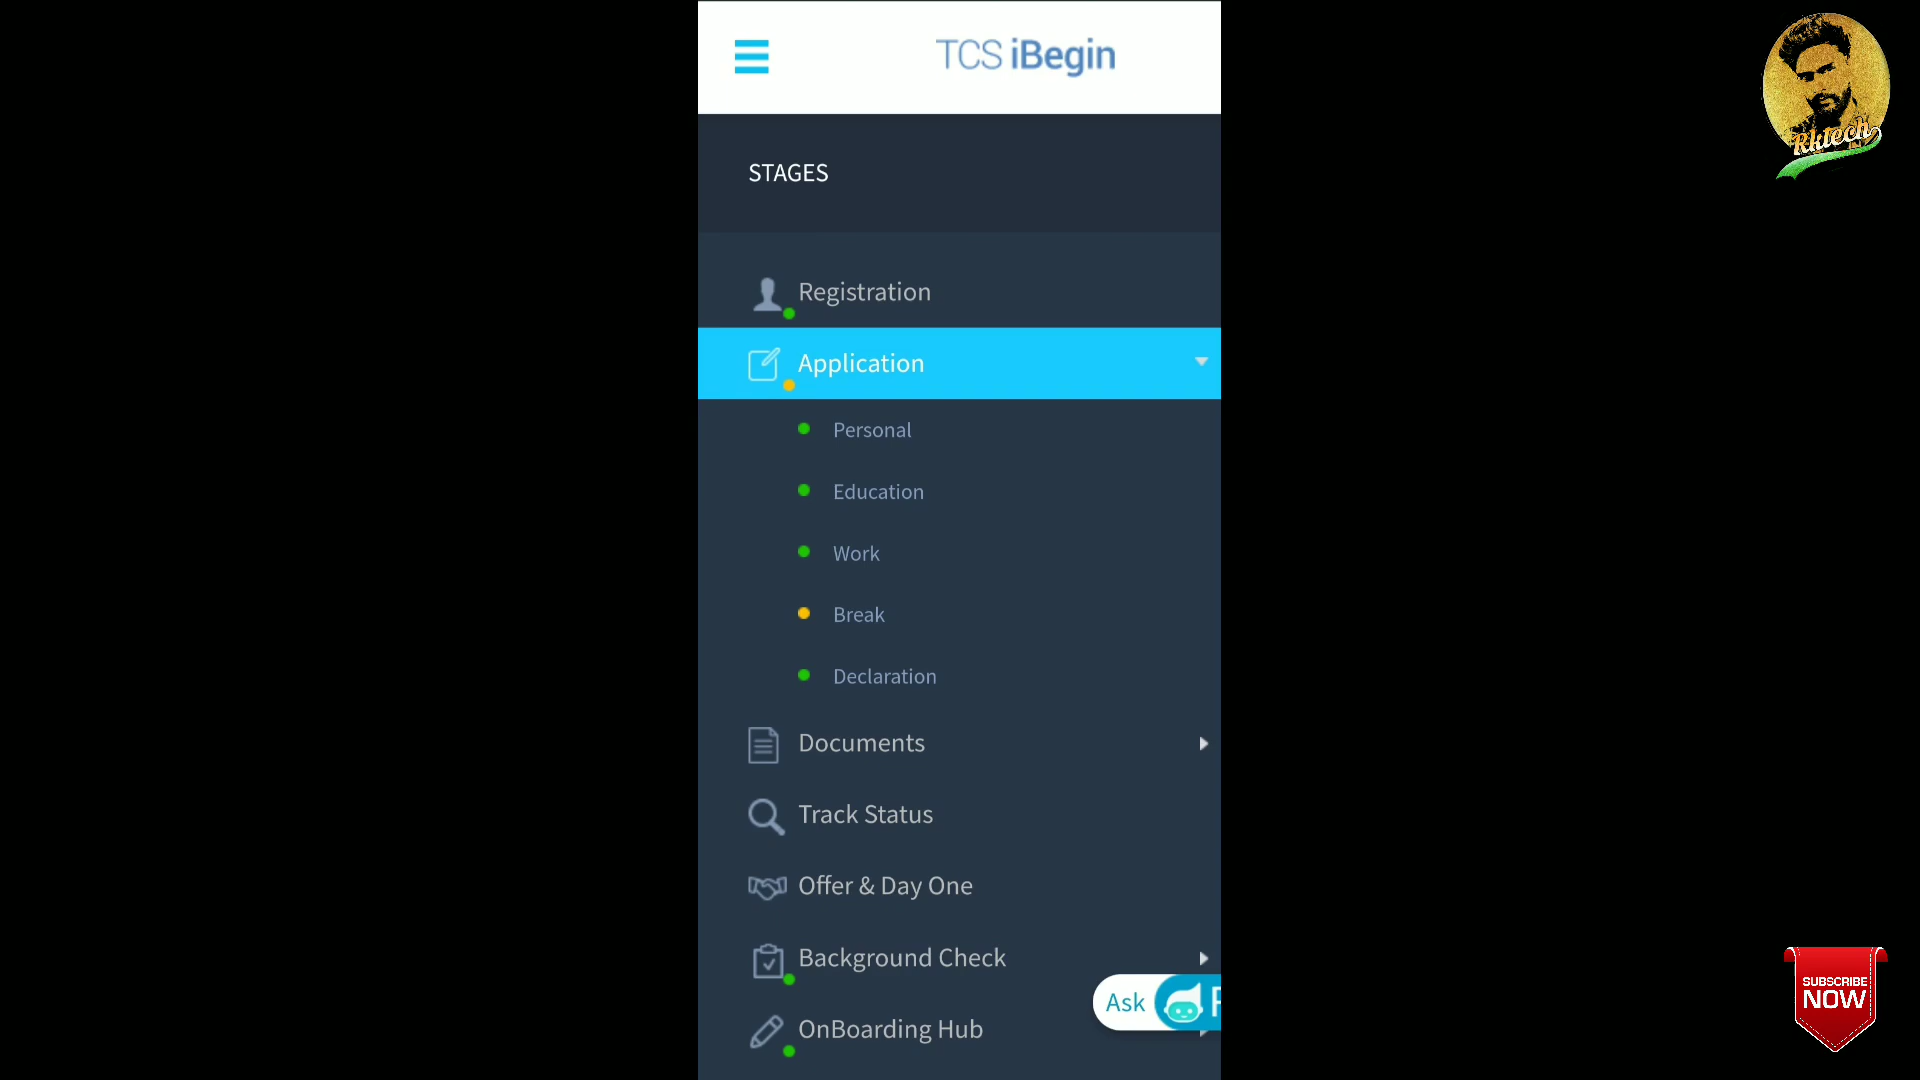 TCS iBegin
Rktech
STAGES
Registration
Application
Personal
Education
Work
Break
Declaration
Documents
Track Status
Offer & Day One
Background Check
Ask
OnBoarding Hub
SUBSCRIBE
NOW